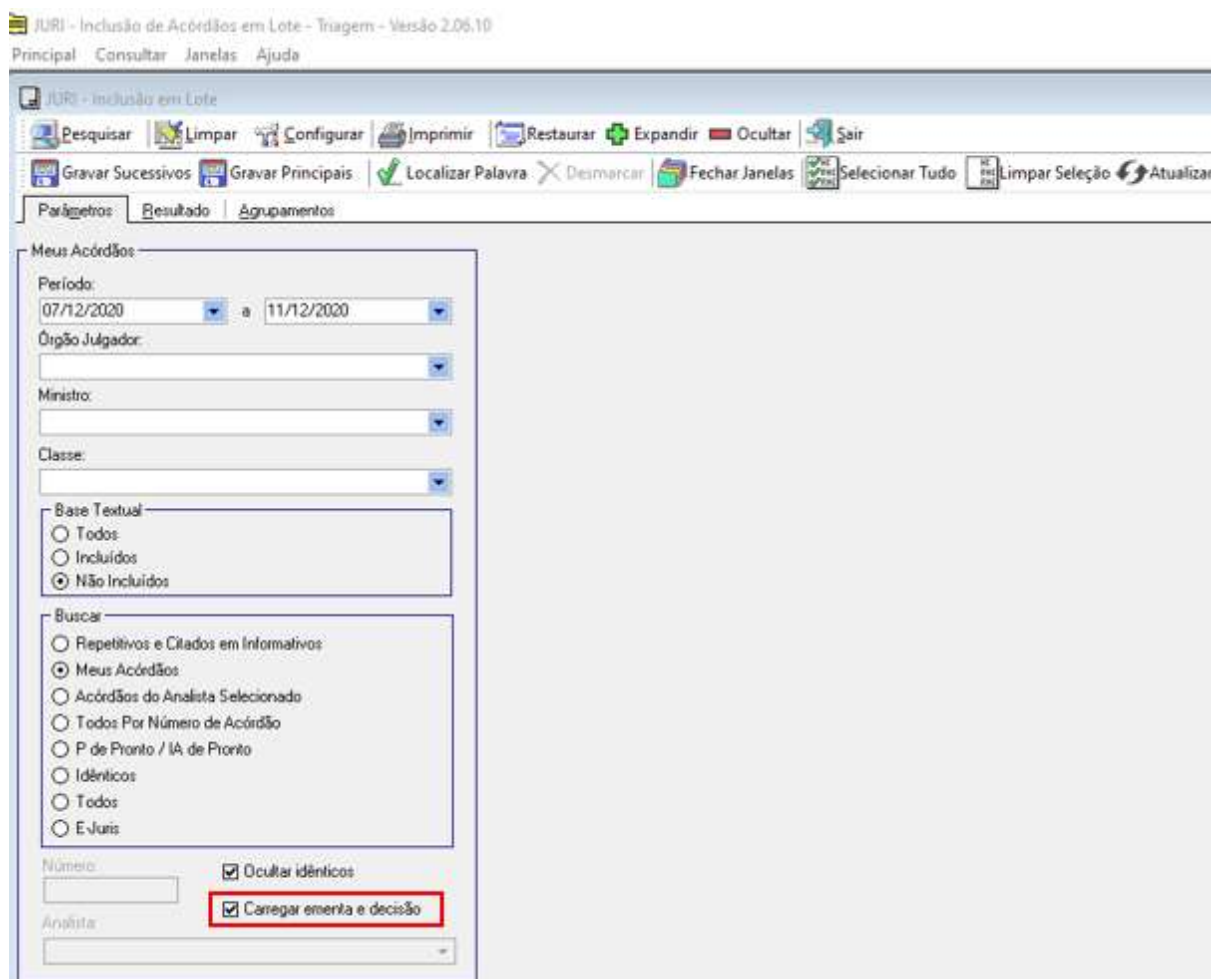 JURI - Inclusão de Acórdãos em Lote - Triagem - Versão 2.06.10
Principal Consultar Janelas Ajuda
JURI - Inclusão em Lote
Pesquisar Limpar Configurar Imprimir Restaurar Expandir Ocultar Sair
Gravar Sucessivos Gravar Principais Localizar Palavra Desmarcar Fechar Janelas Selecionar Tudo Limpar Seleção Atualizar
Parâmetros Resultado Agrupamentos
Meus Acórdãos
Período:
07/12/2020 a 11/12/2020
Órgão Julgador:
Ministro:
Classe:
Base Textual
Todos
Incluídos
Não Incluídos
Buscar
Repetitivos e Citados em Informativos
Meus Acórdãos
Acórdãos do Analista Selecionado
Todos Por Número de Acórdão
P de Pronto / IA de Pronto
Idênticos
Todos
E-Juris
Número:
Ocultar idênticos
Carregar ementa e decisão
Analista: